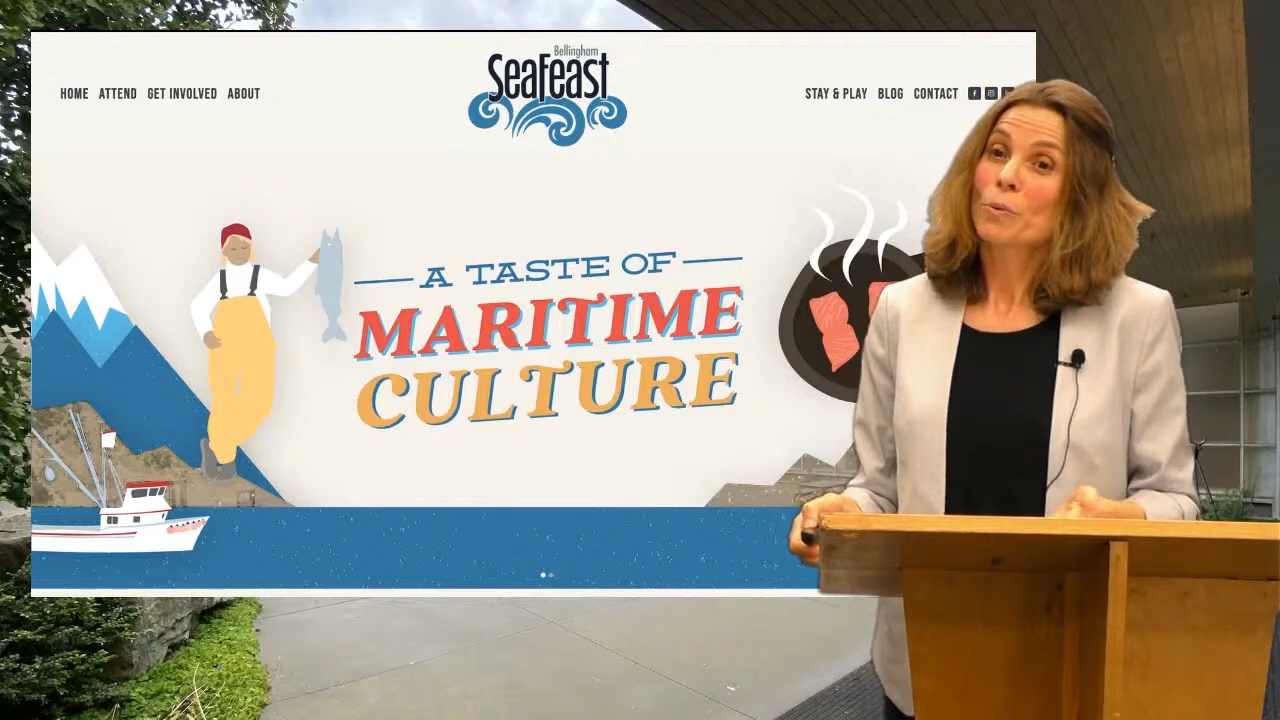 Bellingham
SeaFeast
HOME ATTEND GET INVOLVED ABOUT
STAY & PLAY BLOG CONTACT
A TASTE OF
MARITIME
CULTURE